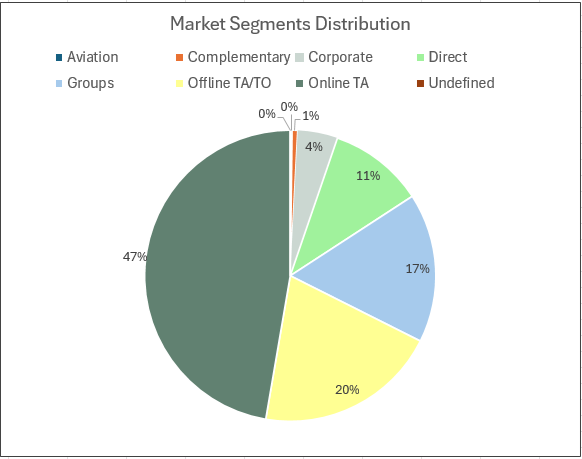 Market Segments Distribution
Aviation Complementary Corporate Direct
Groups Offline TA/TO Online TA Undefined
0%
0% 1%
4%
11%
47%
17%
20%